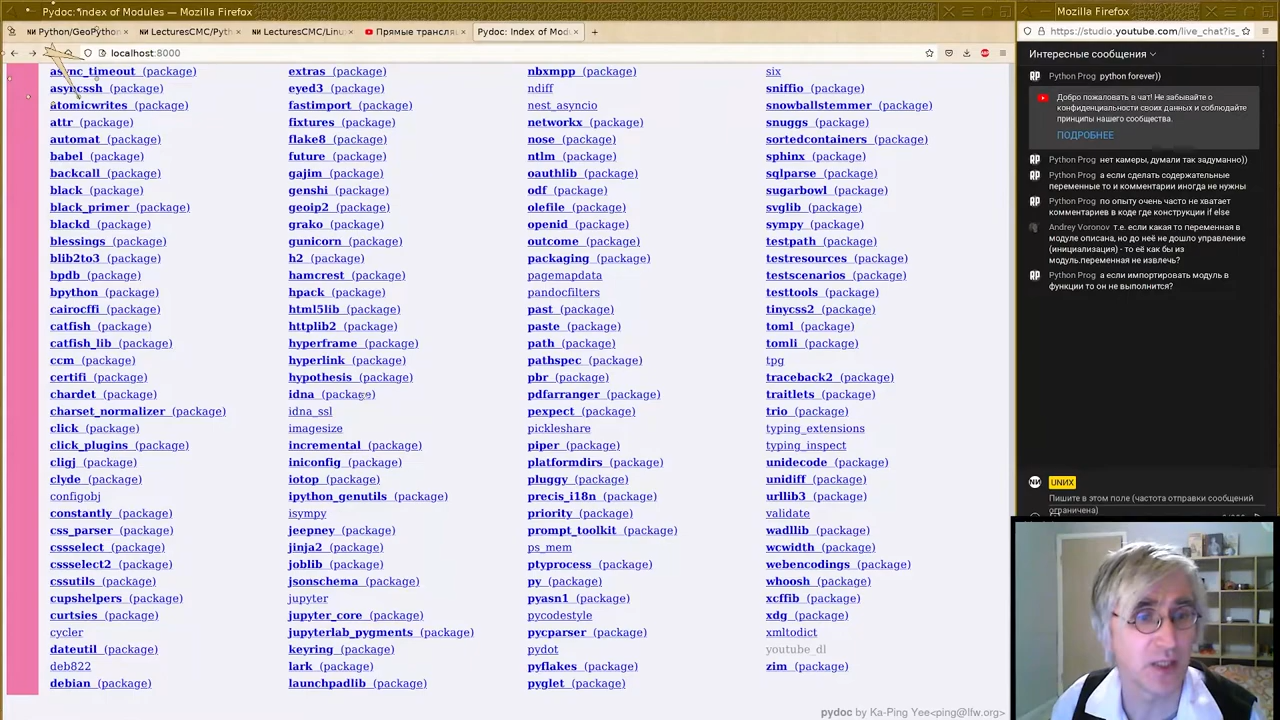 Pydoc: Index of Modules — Mozilla Firefox
Python/GeoPython
LecturesCMC/Pyth
LecturesCMC/Linu
Прямые трансляц
Pydoc: Index of Modu
localhost:8000
async_timeout (package)
asyncssh (package)
atomicwrites (package)
attr (package)
automat (package)
babel (package)
backcall (package)
black (package)
black_primer (package)
blackd (package)
blessings (package)
blib2to3 (package)
bpdb (package)
bpython (package)
cairocffi (package)
catfish (package)
catfish_lib (package)
ccm (package)
certifi (package)
chardet (package)
charset_normalizer (package)
click (package)
click_plugins (package)
cligj (package)
clyde (package)
configobj
constantly (package)
css_parser (package)
cssselect (package)
cssselect2 (package)
cssutils (package)
cupshelpers (package)
curtsies (package)
cycler
dateutil (package)
deb822
debian (package)
extras (package)
eyed3 (package)
fastimport (package)
fixtures (package)
flake8 (package)
future (package)
gajim (package)
genshi (package)
geoip2 (package)
grako (package)
gunicorn (package)
h2 (package)
hamcrest (package)
hpack (package)
html5lib (package)
httplib2 (package)
hyperframe (package)
hyperlink (package)
hypothesis (package)
idna (package)
idna_ssl
imagesize
incremental (package)
iniconfig (package)
iotop (package)
ipython_genutils (package)
isympy
jeepney (package)
jinja2 (package)
joblib (package)
jsonschema (package)
jupyter
jupyter_core (package)
jupyterlab_pygments (package)
keyring (package)
lark (package)
launchpadlib (package)
nbxmpp (package)
ndiff
nest_asyncio
networkx (package)
nose (package)
ntlm (package)
oauthlib (package)
odf (package)
olefile (package)
openid (package)
outcome (package)
packaging (package)
pagemapdata
pandocfilters
past (package)
paste (package)
path (package)
pathspec (package)
pbr (package)
pdfarranger (package)
pexpect (package)
pickleshare
piper (package)
platformdirs (package)
pluggy (package)
precis_i18n (package)
priority (package)
prompt_toolkit (package)
ps_mem
ptyprocess (package)
py (package)
pyasn1 (package)
pycodestyle
pycparser (package)
pydot
pyflakes (package)
pyglet (package)
six
sniffio (package)
snowballstemmer (package)
snuggs (package)
sortedcontainers (package)
sphinx (package)
sqlparse (package)
sugarbowl (package)
svglib (package)
sympy (package)
testpath (package)
testresources (package)
testscenarios (package)
testtools (package)
tinycss2 (package)
toml (package)
tomli (package)
tpg
traceback2 (package)
traitlets (package)
trio (package)
typing_extensions
typing_inspect
unidecode (package)
unidiff (package)
urllib3 (package)
validate
wadllib (package)
wcwidth (package)
webencodings (package)
whoosh (package)
xcffib (package)
xdg (package)
xmltodict
youtube_dl
zim (package)
pydoc by Ka-Ping Yee<ping@lfw.org>
Mozilla Firefox
https://studio.youtube.com/live_chat?is_
Интересные сообщения
Python Prog python forever))
Добро пожаловать в чат! Не забывайте о
конфиденциальности своих данных и соблюдайте
принципы нашего сообщества.
ПОДРОБНЕЕ
Python Prog нет камеры, думали так задуманно))
Python Prog а если сделать содержательные
переменные то и комментарии иногда не нужны
Python Prog по опыту очень часто не хватает
комментариев в коде где конструкции if else
Andrey Voronov т.е. если какая то переменная в
модуле описана, но до неё не дошло управление
(инициализация) - то её как бы из
модуль.переменная не извлечь?
Python Prog а если импортировать модуль в
функции то он не выполнится?
UNИX
Пишите в этом поле (частота отправки сообщений
ограничена)